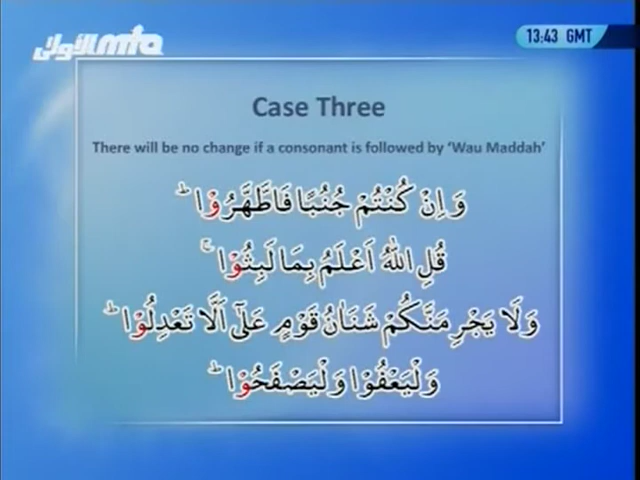 الأولى mta
13:43 GMT
Case Three
There will be no change if a consonant is followed by ‘Wau Maddah’
وَاِنْ كُنْتُمْ جُنُبًا فَاطَّهَّرُوْا ؕ
قُلِ اللّٰهُ اَعْلَمُ بِمَا لَبِثُوْا ۚ
وَلَا يَجْرِمَنَّكُمْ شَنَاٰنُ قَوْمٍ عَلٰٓى اَلَّا تَعْدِلُوْا ؕ
وَلْيَعْفُوْا وَلْيَصْفَحُوْا ؕ